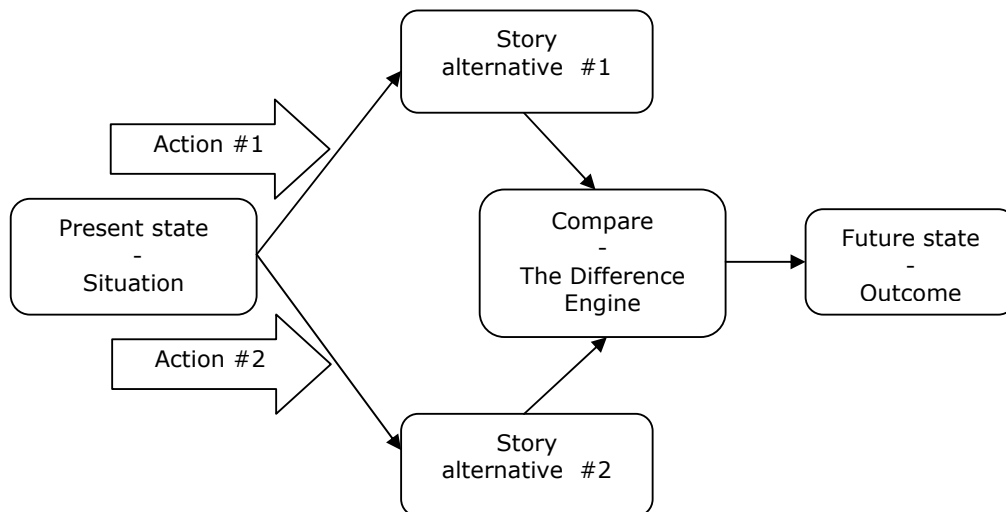 Story
alternative #1
Action #1
Present state
-
Situation
Compare
-
The Difference
Engine
Future state
-
Outcome
Action #2
Story
alternative #2